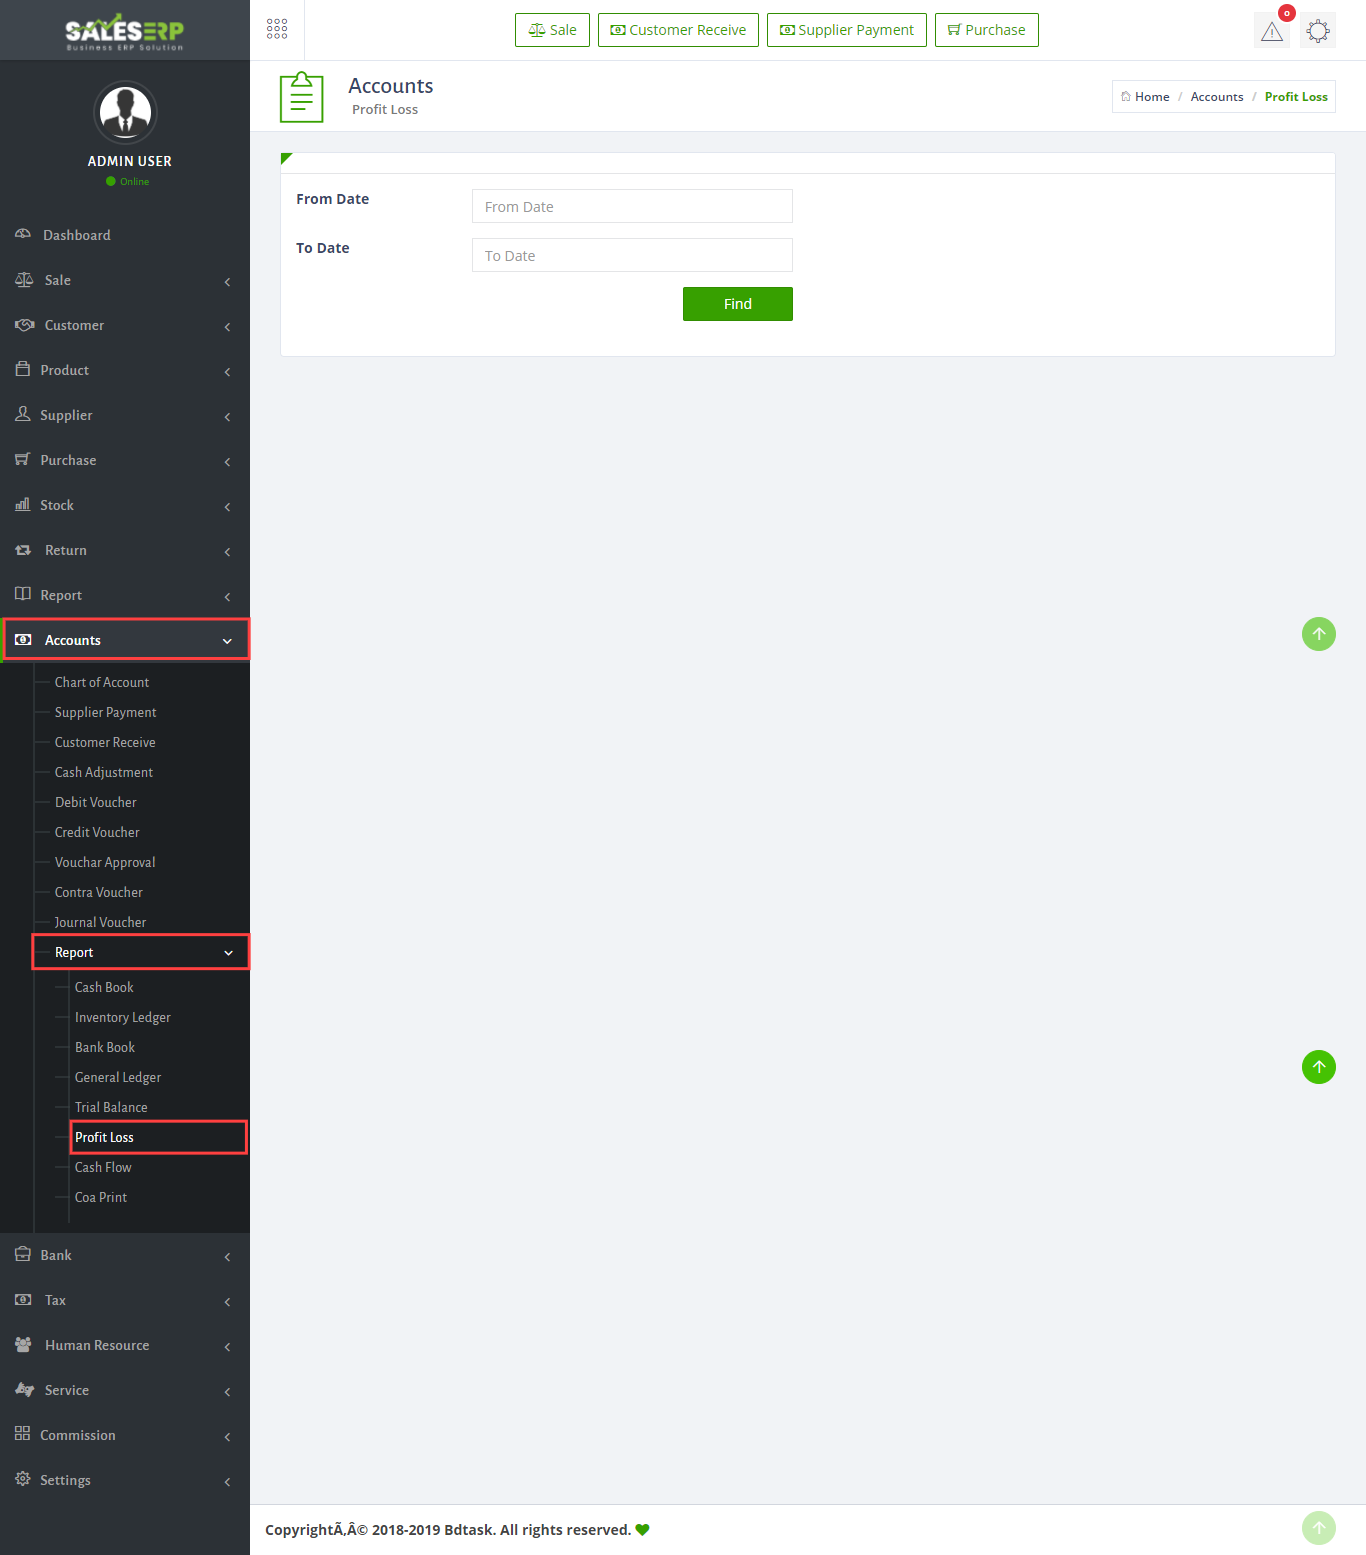 SALESERP
Business ERP Solution
Sale
Customer Receive
Supplier Payment
Purchase
0
ADMIN USER
Online
Accounts
Profit Loss
Home / Accounts / Profit Loss
From Date
From Date
To Date
To Date
Find
Dashboard
Sale
Customer
Product
Supplier
Purchase
Stock
Return
Report
Accounts
Chart of Account
Supplier Payment
Customer Receive
Cash Adjustment
Debit Voucher
Credit Voucher
Vouchar Approval
Contra Voucher
Journal Voucher
Report
Cash Book
Inventory Ledger
Bank Book
General Ledger
Trial Balance
Profit Loss
Cash Flow
Coa Print
Bank
Tax
Human Resource
Service
Commission
Settings
CopyrightÃ‚Â© 2018-2019 Bdtask. All rights reserved.